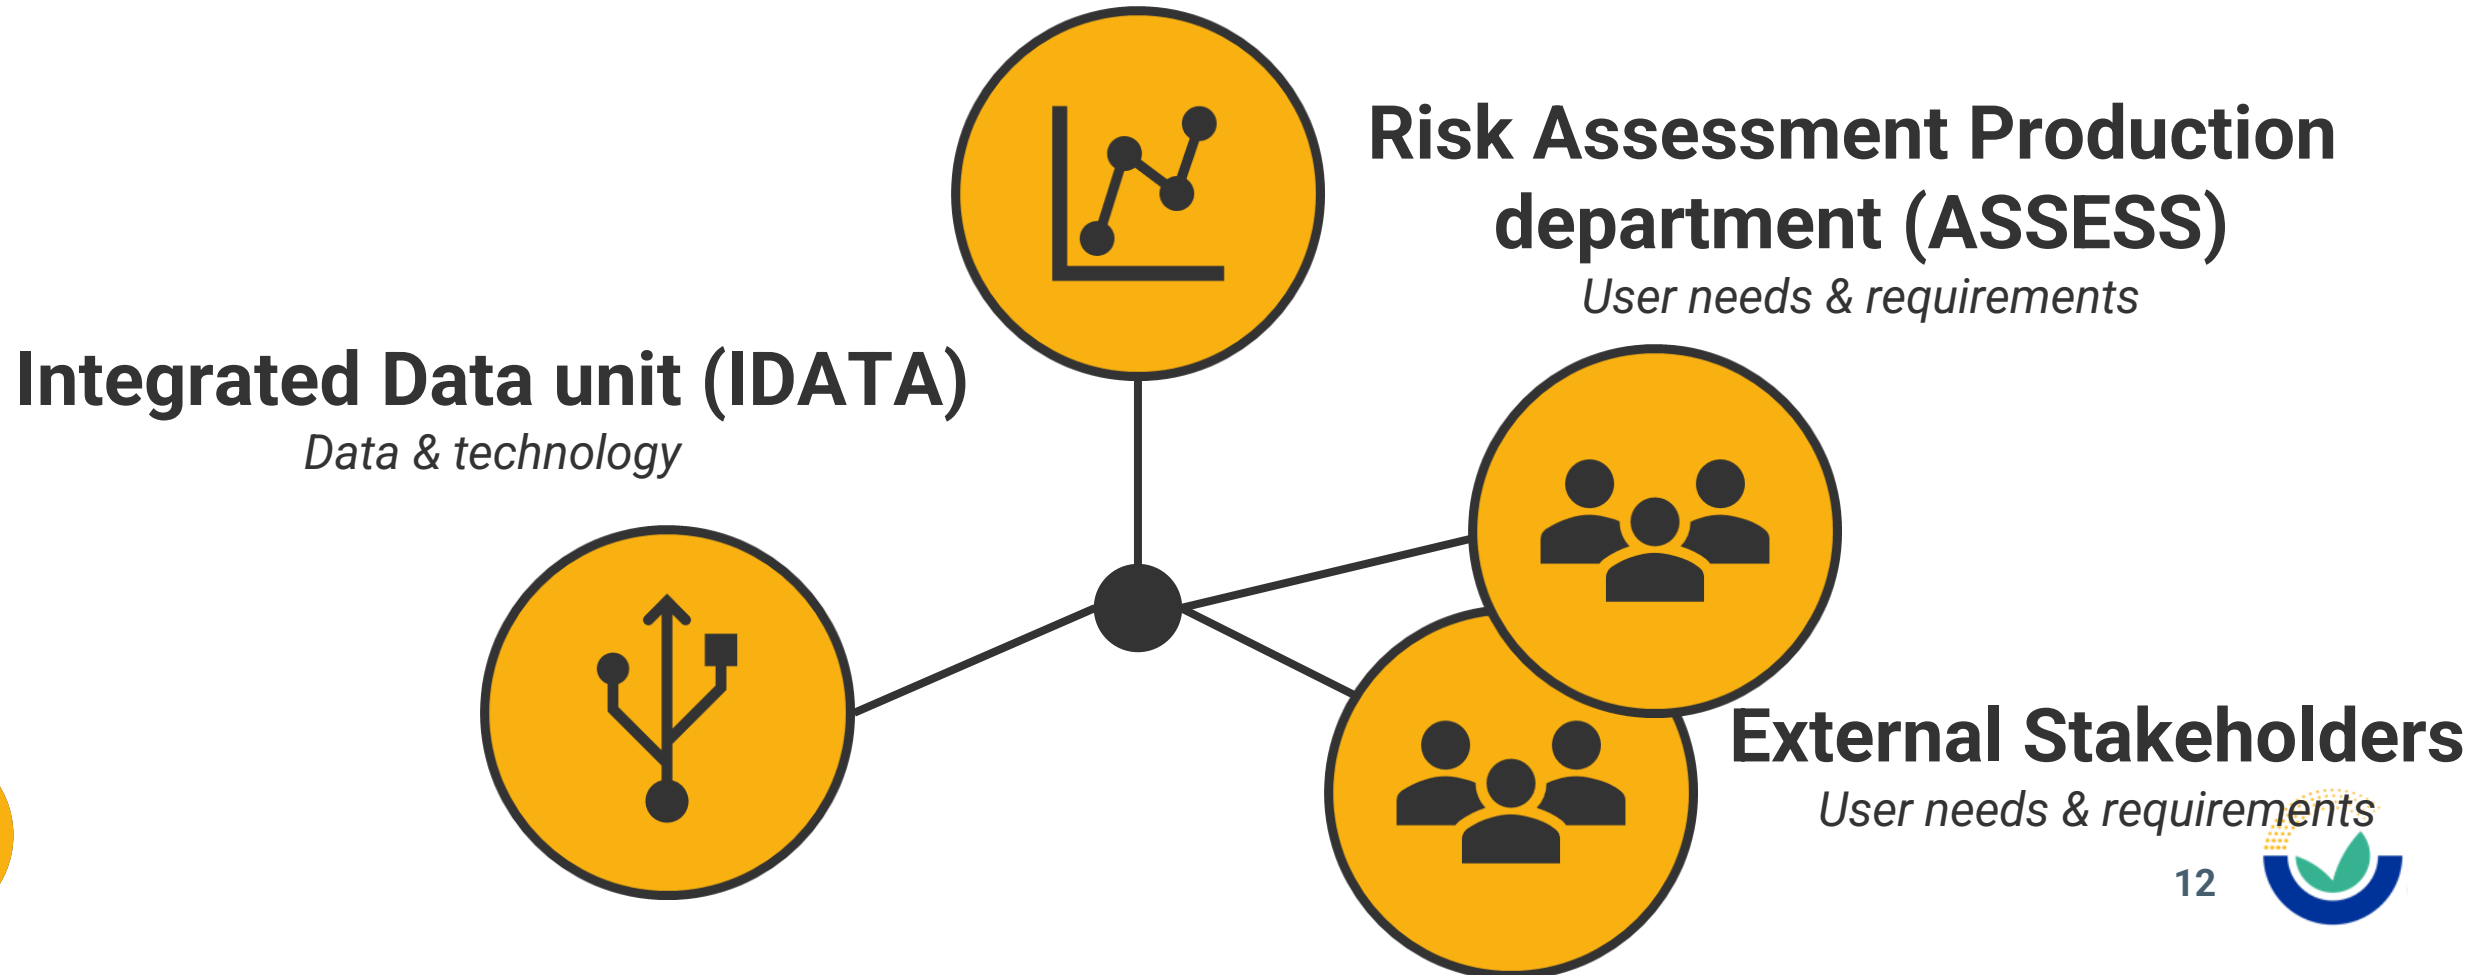 Risk Assessment Production
department (ASSESS)
User needs & requirements
Integrated Data unit (IDATA)
Data & technology
External Stakeholders
User needs & requirements
12